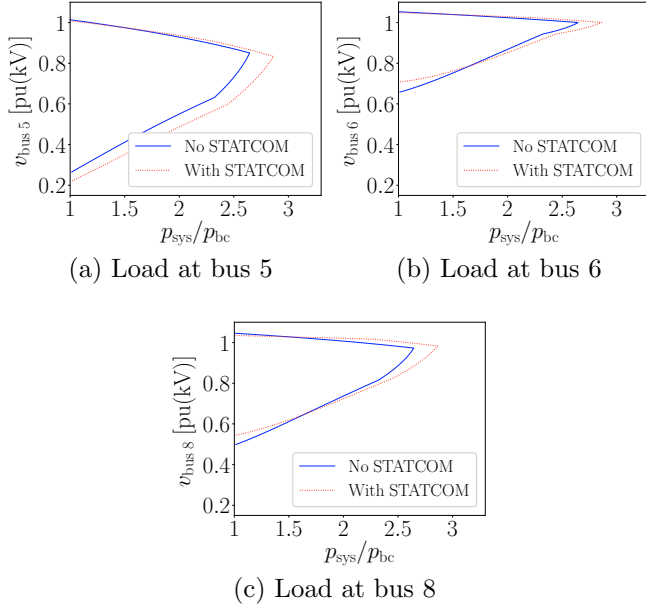 1
0.8
0.6
0.4
0.2
v_bus 5 [pu(kV)]
No STATCOM
With STATCOM
1 1.5 2 2.5 3
p_sys/p_bc
(a) Load at bus 5
1
0.8
0.6
0.4
0.2
v_bus 6 [pu(kV)]
No STATCOM
With STATCOM
1 1.5 2 2.5 3
p_sys/p_bc
(b) Load at bus 6
1
0.8
0.6
0.4
0.2
v_bus 8 [pu(kV)]
No STATCOM
With STATCOM
1 1.5 2 2.5 3
p_sys/p_bc
(c) Load at bus 8